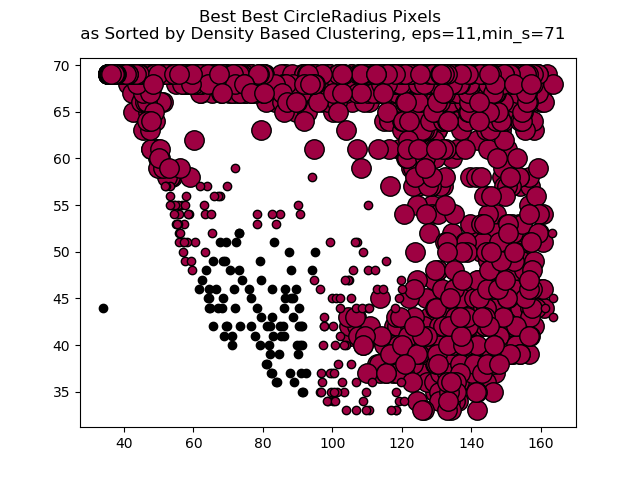 Best Best CircleRadius Pixels
as Sorted by Density Based Clustering, eps=11,min_s=71
70
65
60
55
50
45
40
35
40 60 80 100 120 140 160